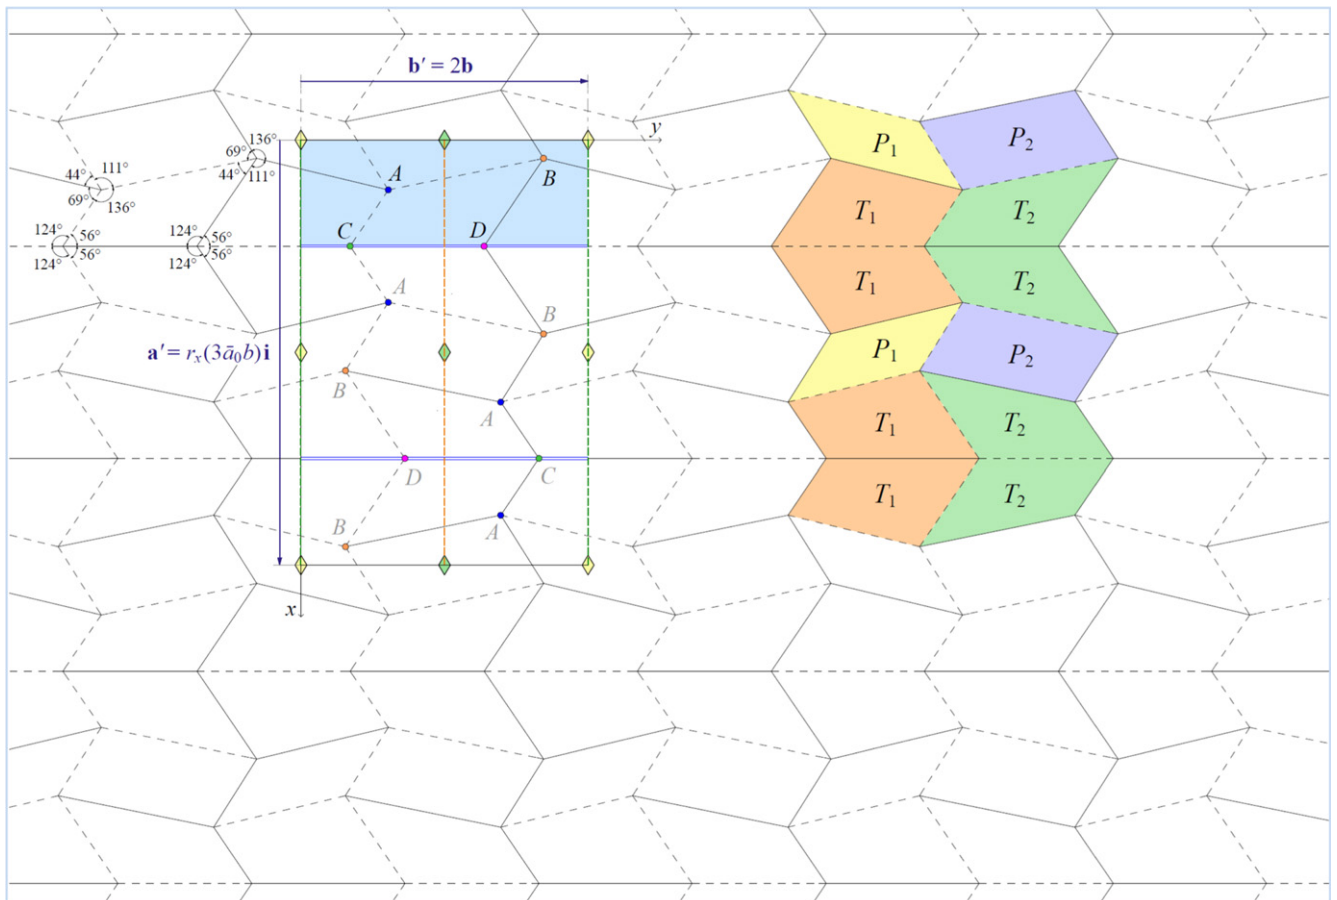 b′ = 2b
y
136°
69°
44° 111°
44° 111°
69° 136°
A
B
P₁
P₂
T₁
T₂
124° 56°
124° 56°
124° 56°
124° 56°
C
D
T₁
T₂
A
B
a′ = rₓ(3ā₀b)i
P₁
P₂
B
A
T₁
T₂
D
C
T₁
T₂
B
A
x